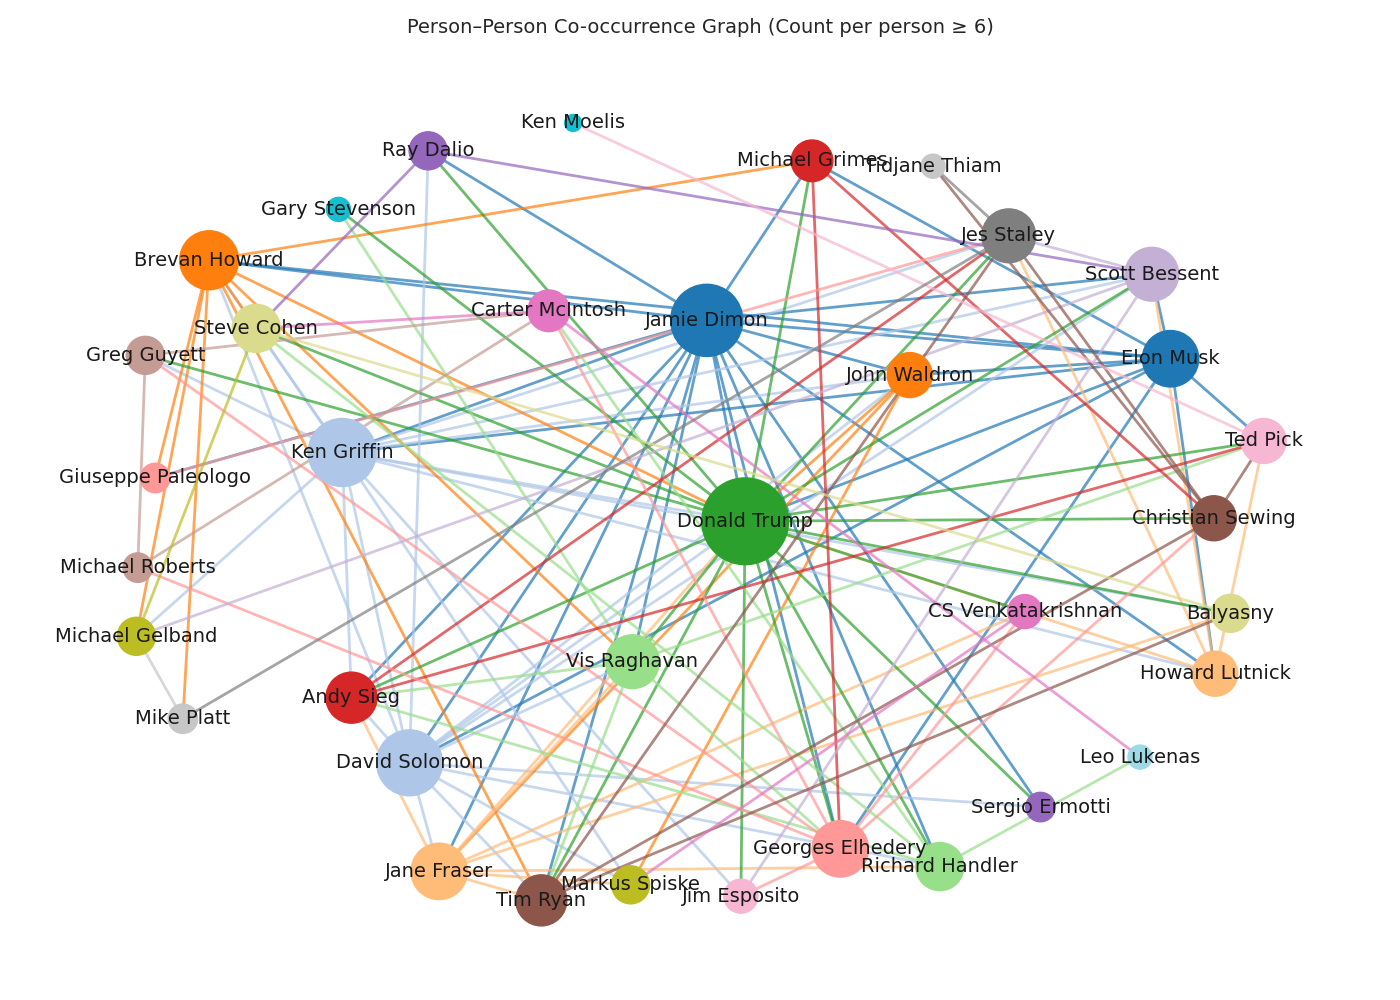 Person–Person Co-occurrence Graph (Count per person ≥ 6)
Ken Moelis
Ray Dalio
Michael Grimes
Tidjane Thiam
Gary Stevenson
Jes Staley
Brevan Howard
Scott Bessent
Carter McIntosh
Jamie Dimon
Steve Cohen
Greg Guyett
Elon Musk
John Waldron
Ted Pick
Ken Griffin
Giuseppe Paleologo
Donald Trump
Christian Sewing
Michael Roberts
CS Venkatakrishnan
Balyasny
Michael Gelband
Vis Raghavan
Howard Lutnick
Andy Sieg
Mike Platt
David Solomon
Leo Lukenas
Sergio Ermotti
Georges Elhedery
Richard Handler
Jane Fraser
Markus Spiske
Jim Esposito
Tim Ryan